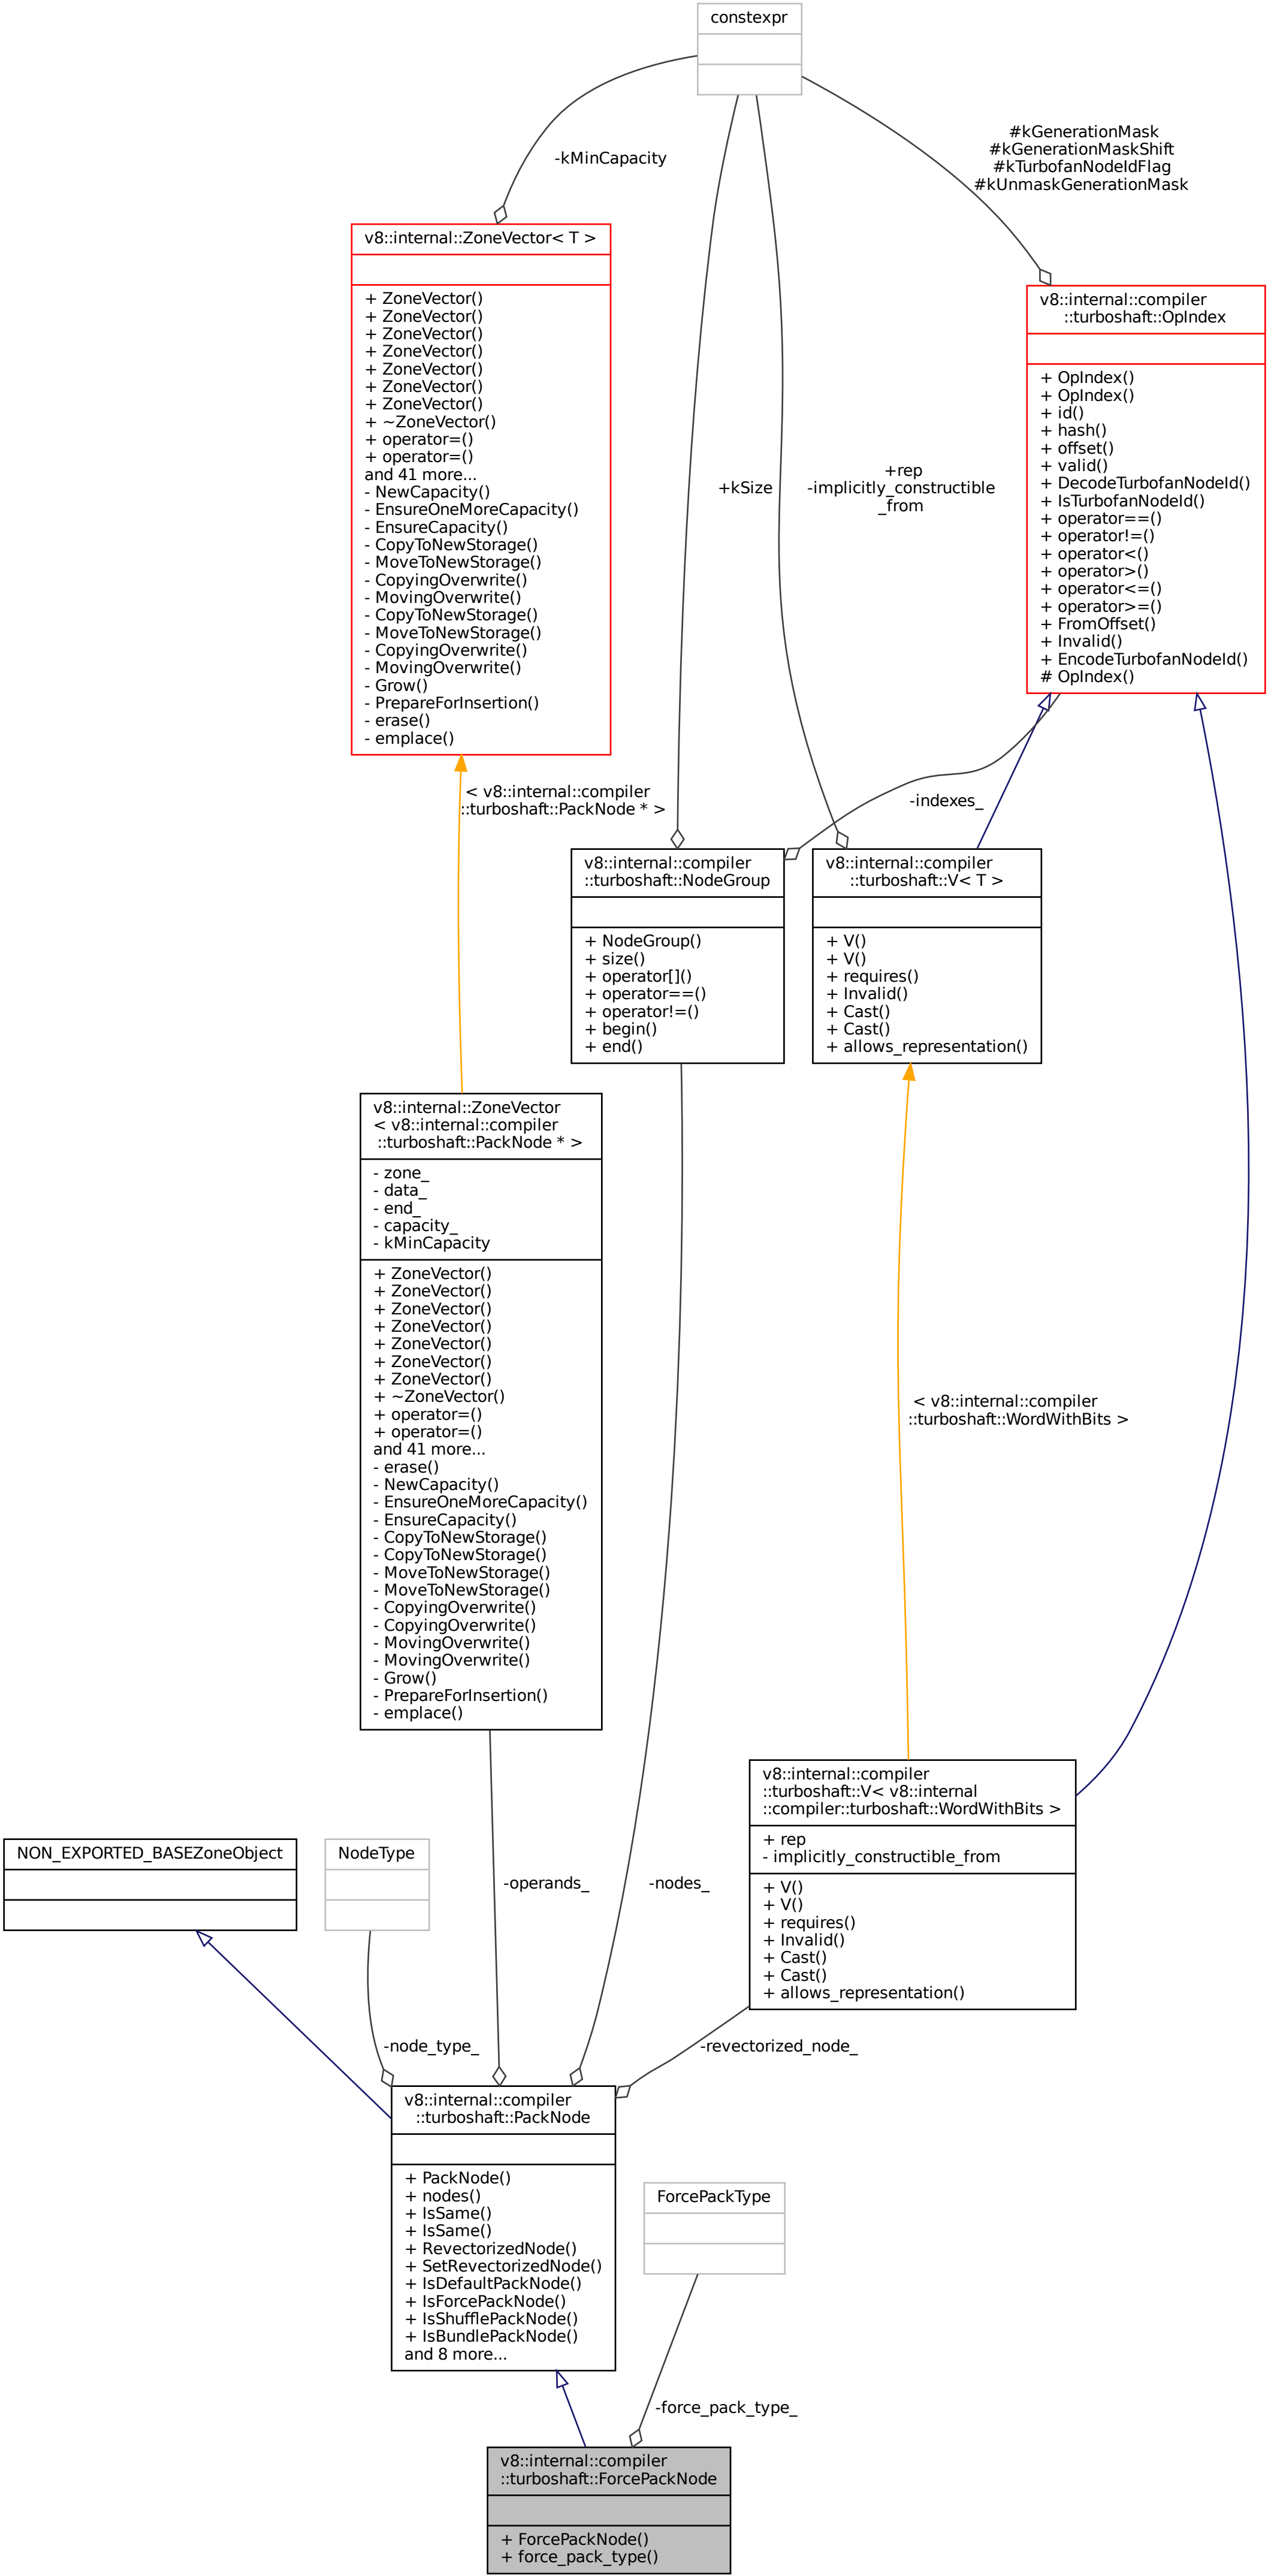 constexpr
#kGenerationMask
#kGenerationMaskShift
#kTurbofanNodeIdFlag
#kUnmaskGenerationMask
-kMinCapacity
v8::internal::ZoneVector< T >
+ ZoneVector()
+ ZoneVector()
+ ZoneVector()
+ ZoneVector()
+ ZoneVector()
+ ZoneVector()
+ ZoneVector()
+ ~ZoneVector()
+ operator=()
+ operator=()
and 41 more...
- NewCapacity()
- EnsureOneMoreCapacity()
- EnsureCapacity()
- CopyToNewStorage()
- MoveToNewStorage()
- CopyingOverwrite()
- MovingOverwrite()
- CopyToNewStorage()
- MoveToNewStorage()
- CopyingOverwrite()
- MovingOverwrite()
- Grow()
- PrepareForInsertion()
- erase()
- emplace()
v8::internal::compiler
::turboshaft::OpIndex
+ OpIndex()
+ OpIndex()
+ id()
+ hash()
+ offset()
+ valid()
+ DecodeTurbofanNodeId()
+ IsTurbofanNodeId()
+ operator==()
+ operator!=()
+ operator<()
+ operator>()
+ operator<=()
+ operator>=()
+ FromOffset()
+ Invalid()
+ EncodeTurbofanNodeId()
# OpIndex()
+kSize
+rep
-implicitly_constructible
_from
< v8::internal::compiler
::turboshaft::PackNode * >
-indexes_
v8::internal::compiler
::turboshaft::NodeGroup
+ NodeGroup()
+ size()
+ operator[]()
+ operator==()
+ operator!=()
+ begin()
+ end()
v8::internal::compiler
::turboshaft::V< T >
+ V()
+ V()
+ requires()
+ Invalid()
+ Cast()
+ Cast()
+ allows_representation()
v8::internal::ZoneVector
< v8::internal::compiler
::turboshaft::PackNode * >
- zone_
- data_
- end_
- capacity_
- kMinCapacity
+ ZoneVector()
+ ZoneVector()
+ ZoneVector()
+ ZoneVector()
+ ZoneVector()
+ ZoneVector()
+ ZoneVector()
+ ~ZoneVector()
+ operator=()
+ operator=()
and 41 more...
- erase()
- NewCapacity()
- EnsureOneMoreCapacity()
- EnsureCapacity()
- CopyToNewStorage()
- CopyToNewStorage()
- MoveToNewStorage()
- MoveToNewStorage()
- CopyingOverwrite()
- CopyingOverwrite()
- MovingOverwrite()
- MovingOverwrite()
- Grow()
- PrepareForInsertion()
- emplace()
< v8::internal::compiler
::turboshaft::WordWithBits >
v8::internal::compiler
::turboshaft::V< v8::internal
::compiler::turboshaft::WordWithBits >
+ rep
- implicitly_constructible_from
+ V()
+ V()
+ requires()
+ Invalid()
+ Cast()
+ Cast()
+ allows_representation()
NON_EXPORTED_BASEZoneObject
NodeType
-operands_
-nodes_
-node_type_
-revectorized_node_
v8::internal::compiler
::turboshaft::PackNode
+ PackNode()
+ nodes()
+ IsSame()
+ IsSame()
+ RevectorizedNode()
+ SetRevectorizedNode()
+ IsDefaultPackNode()
+ IsForcePackNode()
+ IsShufflePackNode()
+ IsBundlePackNode()
and 8 more...
ForcePackType
-force_pack_type_
v8::internal::compiler
::turboshaft::ForcePackNode
+ ForcePackNode()
+ force_pack_type()